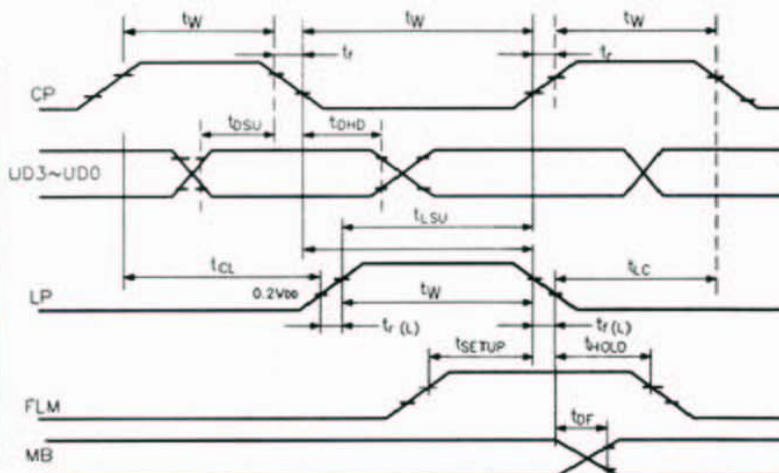 tW tW tW
tf tr
CP
tDSU tDHD
UD3~UD0
tLSU
tCL tLC
LP 0.2VDD tW
tr(L) tf(L)
tSETUP tHOLD
FLM
tDF
MB